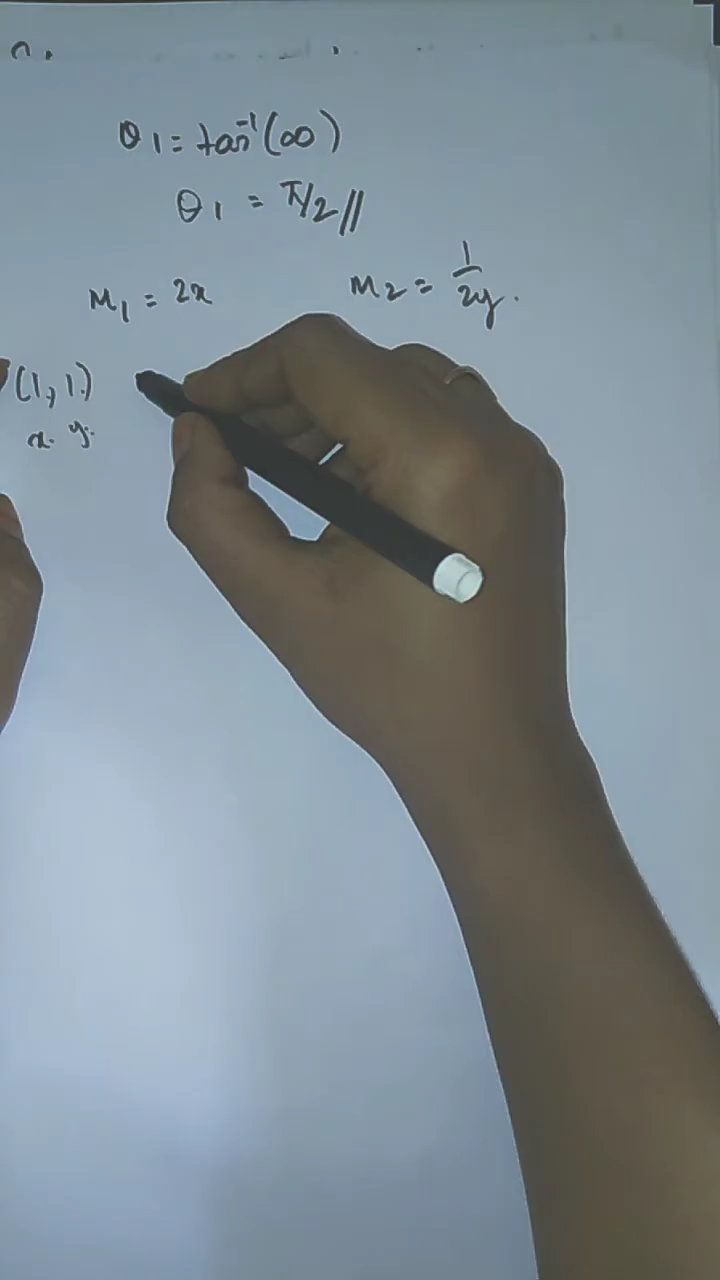 θ1 = tan⁻¹(∞)
θ1 = π/2 //
M1 = 2x M2 = 1/2y.
(1, 1)
x. y.